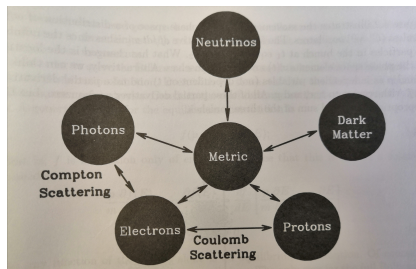 Neutrinos
Photons
Dark
Matter
Metric
Compton
Scattering
Electrons
Coulomb
Scattering
Protons